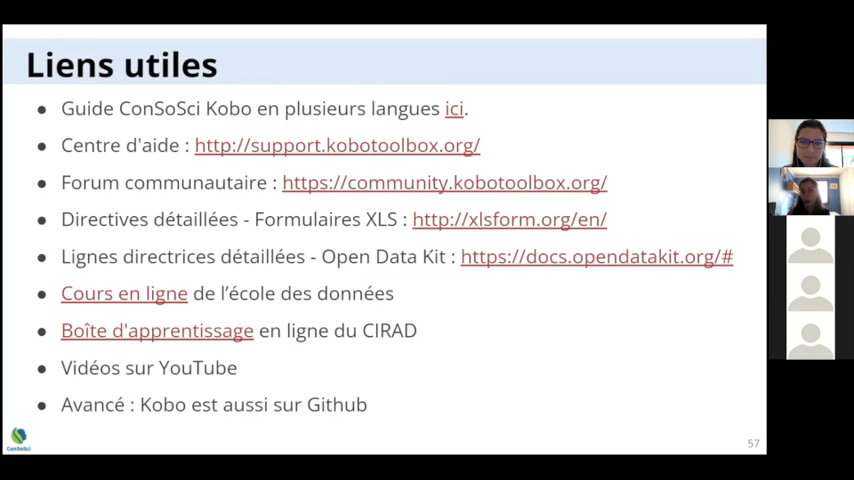 Liens utiles
● Guide ConSoSci Kobo en plusieurs langues ici.
● Centre d'aide : http://support.kobotoolbox.org/
● Forum communautaire : https://community.kobotoolbox.org/
● Directives détaillées - Formulaires XLS : http://xlsform.org/en/
● Lignes directrices détaillées - Open Data Kit : https://docs.opendatakit.org/#
● Cours en ligne de l’école des données
● Boîte d'apprentissage en ligne du CIRAD
● Vidéos sur YouTube
● Avancé : Kobo est aussi sur Github
ConSoSci
57